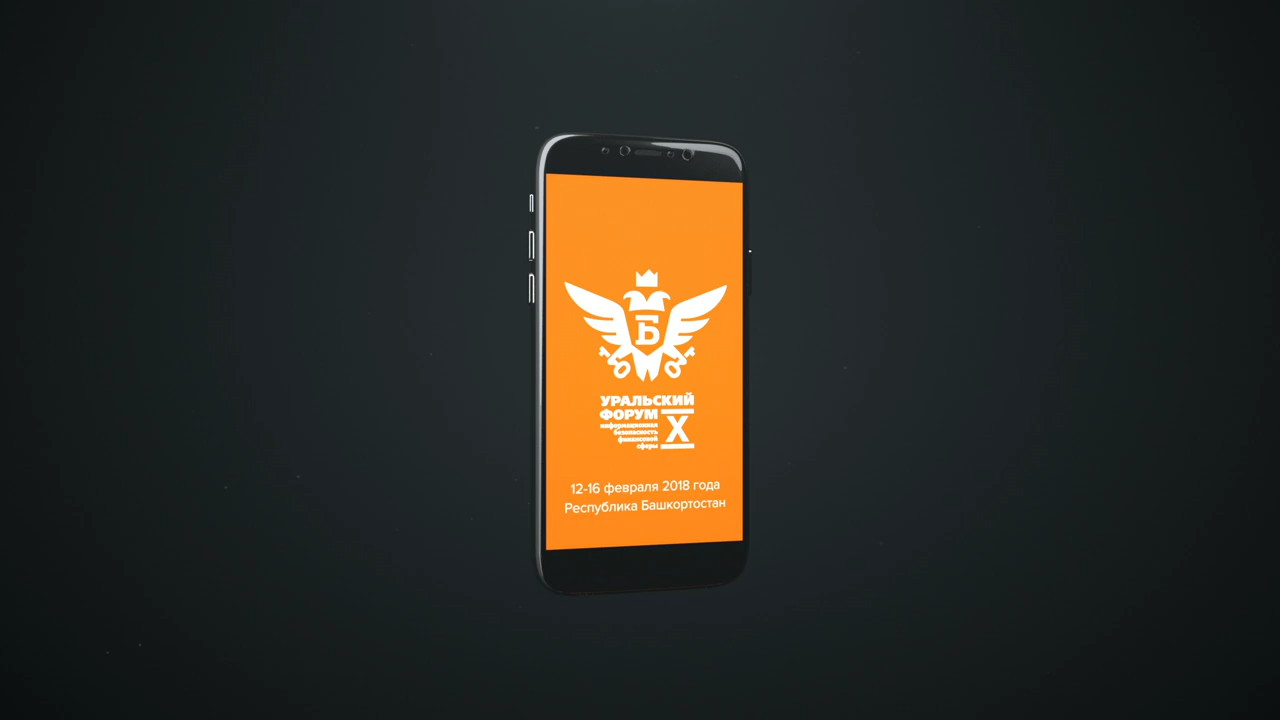 Б
УРАЛЬСКИЙ
ФОРУМ
X
информационная
безопасность
финансовой
сферы
12-16 февраля 2018 года
Республика Башкортостан